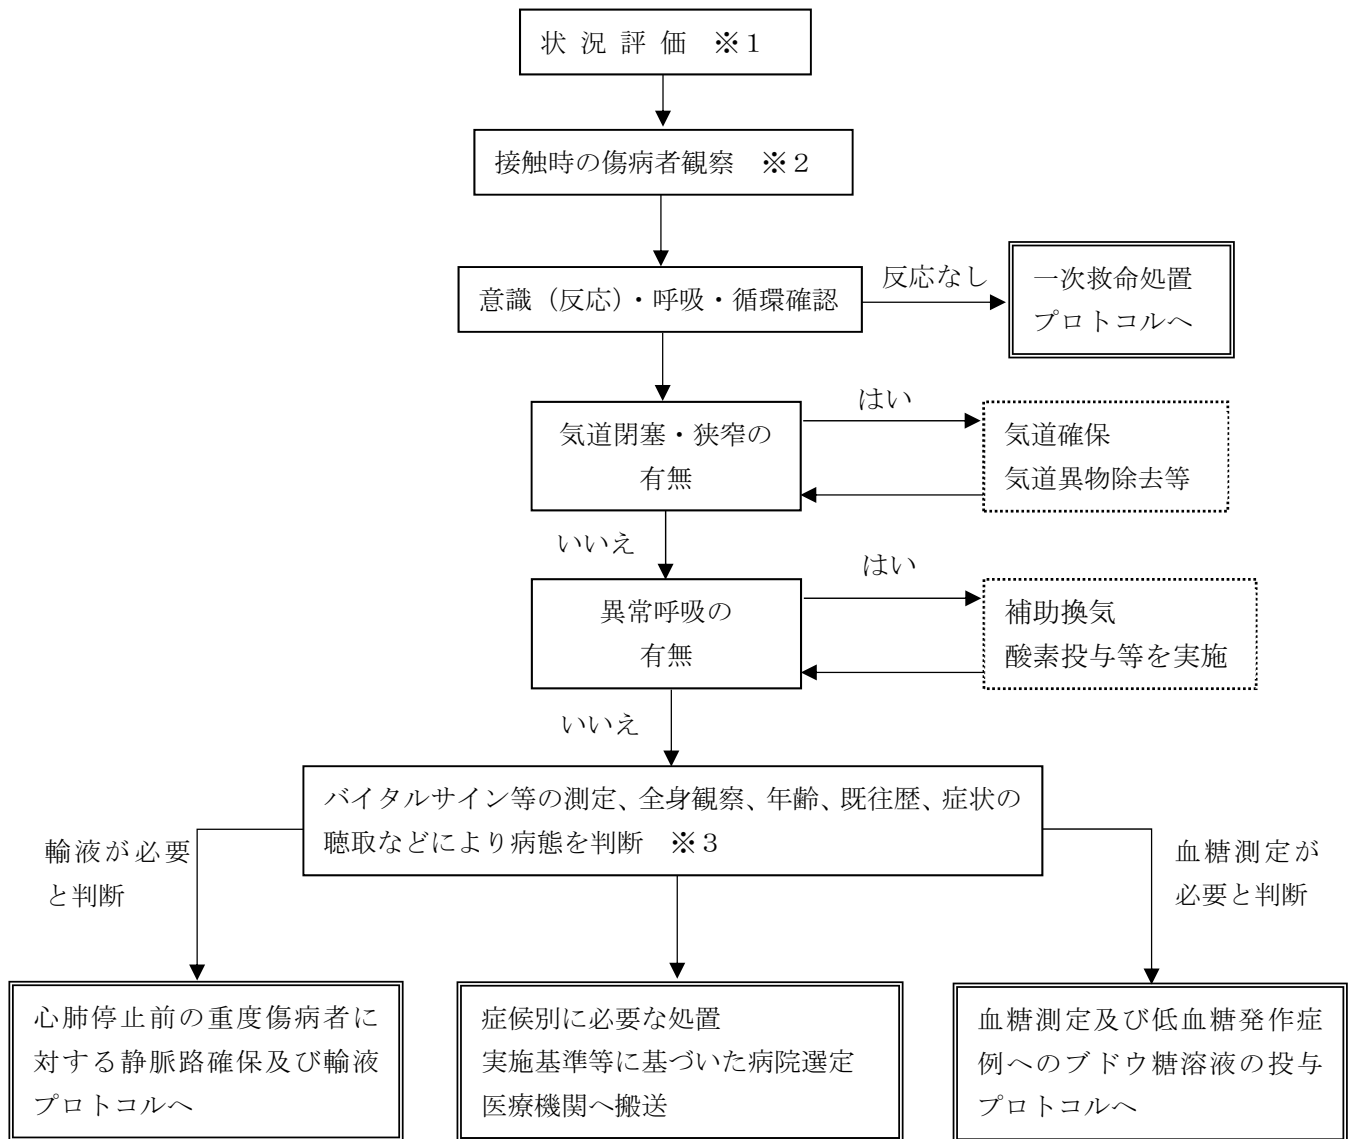 状 況 評 価　※１
接触時の傷病者観察　※２
意識（反応）・呼吸・循環確認
反応なし
一次救命処置
プロトコルへ
気道閉塞・狭窄の
有無
はい
気道確保
気道異物除去等
いいえ
異常呼吸の
有無
はい
補助換気
酸素投与等を実施
いいえ
バイタルサイン等の測定、全身観察、年齢、既往歴、症状の
聴取などにより病態を判断　※３
輸液が必要
と判断
血糖測定が
必要と判断
心肺停止前の重度傷病者に
対する静脈路確保及び輸液
プロトコルへ
症候別に必要な処置
実施基準等に基づいた病院選定
医療機関へ搬送
血糖測定及び低血糖発作症
例へのブドウ糖溶液の投与
プロトコルへ